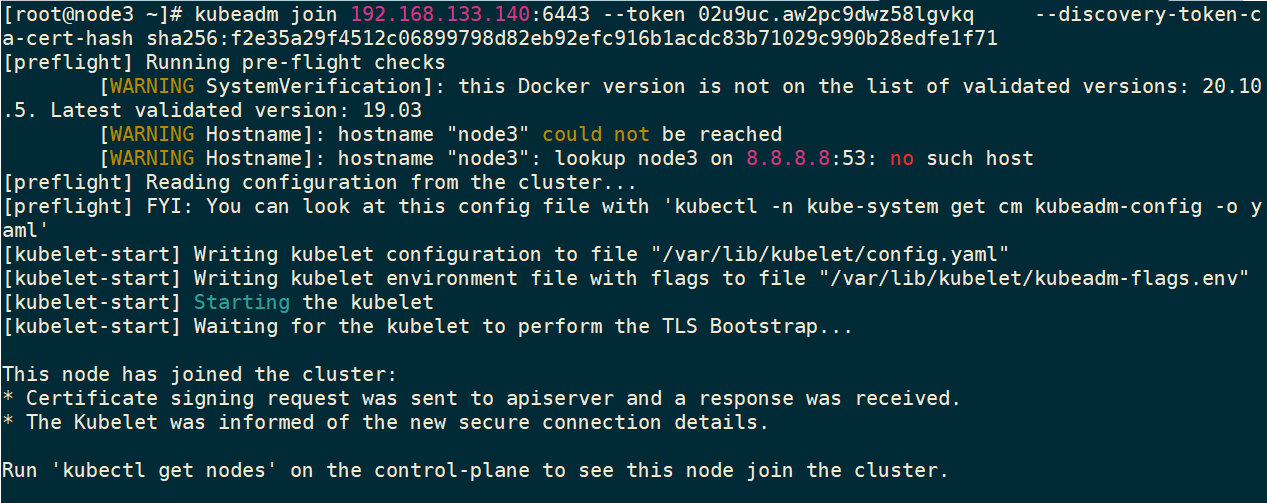 [root@node3 ~]# kubeadm join 192.168.133.140:6443 --token 02u9uc.aw2pc9dwz58lgvkq     --discovery-token-c
a-cert-hash sha256:f2e35a29f4512c06899798d82eb92efc916b1acdc83b71029c990b28edfe1f71
[preflight] Running pre-flight checks
        [WARNING SystemVerification]: this Docker version is not on the list of validated versions: 20.10
.5. Latest validated version: 19.03
        [WARNING Hostname]: hostname "node3" could not be reached
        [WARNING Hostname]: hostname "node3": lookup node3 on 8.8.8.8:53: no such host
[preflight] Reading configuration from the cluster...
[preflight] FYI: You can look at this config file with 'kubectl -n kube-system get cm kubeadm-config -o y
aml'
[kubelet-start] Writing kubelet configuration to file "/var/lib/kubelet/config.yaml"
[kubelet-start] Writing kubelet environment file with flags to file "/var/lib/kubelet/kubeadm-flags.env"
[kubelet-start] Starting the kubelet
[kubelet-start] Waiting for the kubelet to perform the TLS Bootstrap...

This node has joined the cluster:
* Certificate signing request was sent to apiserver and a response was received.
* The Kubelet was informed of the new secure connection details.

Run 'kubectl get nodes' on the control-plane to see this node join the cluster.